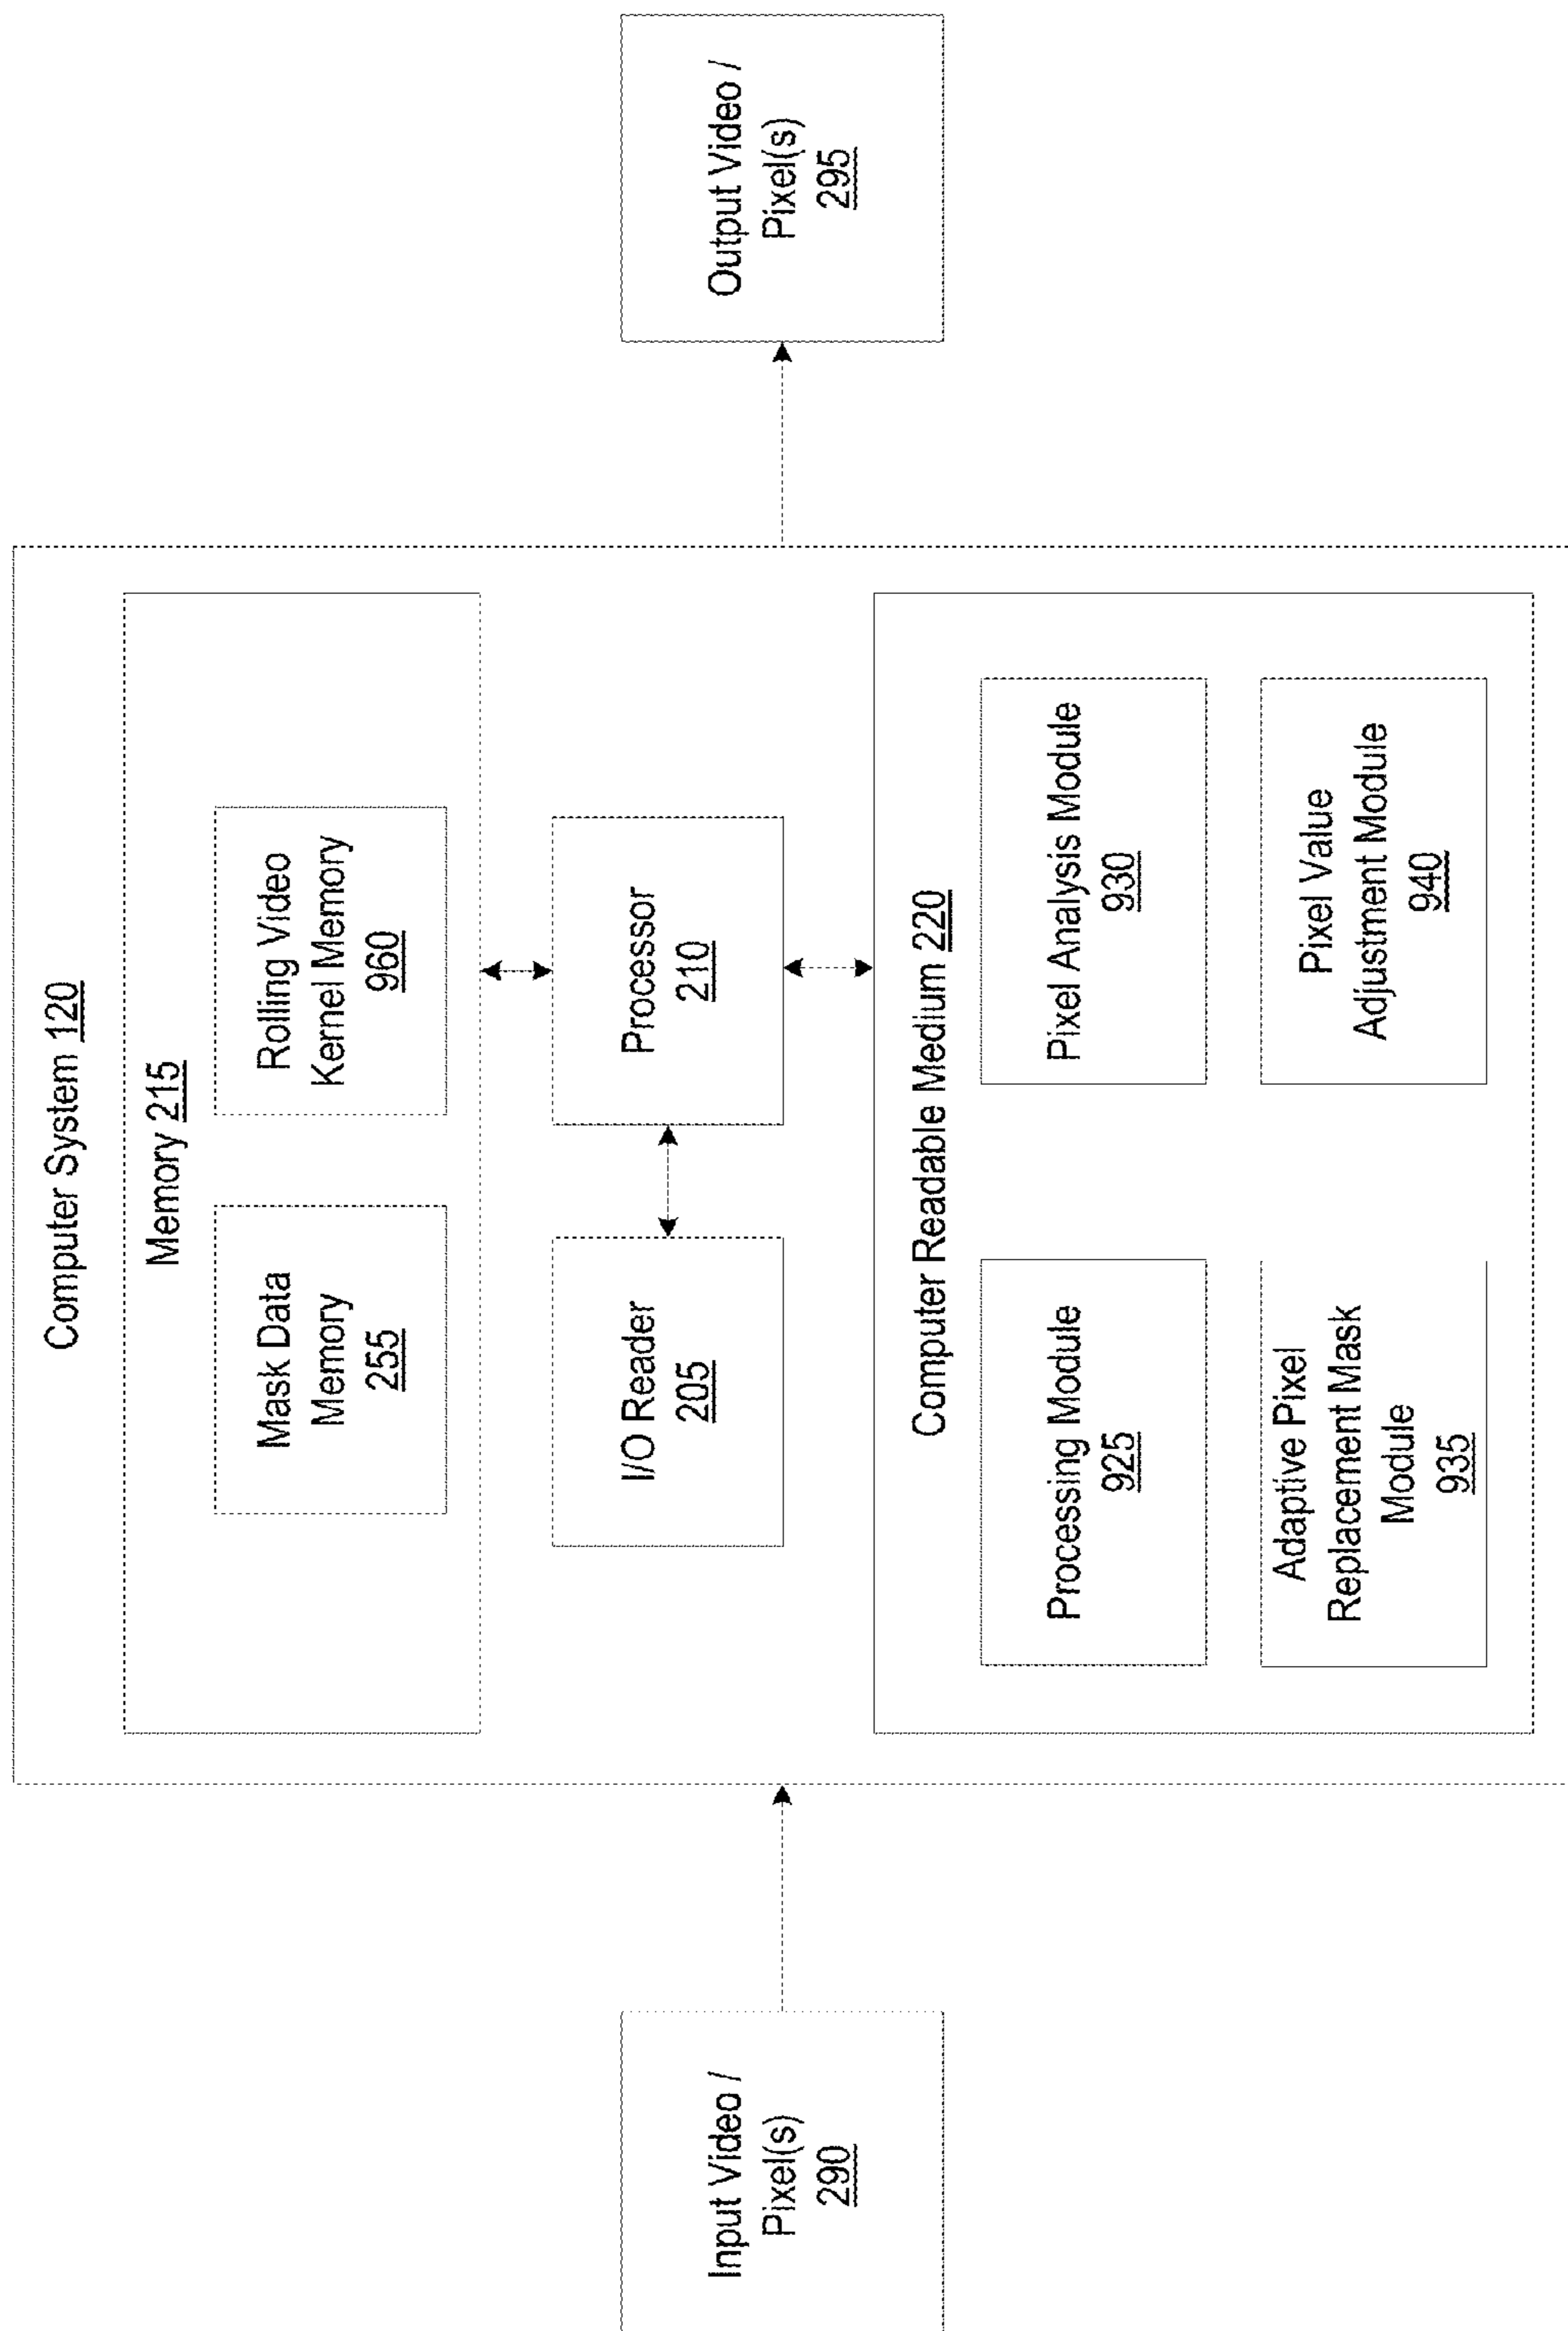 Computer System 120
Memory 215
Mask Data
Memory
255
Rolling Video
Kernel Memory
960
Input Video /
Pixel(s)
290
I/O Reader
205
Processor
210
Output Video /
Pixel(s)
295
Computer Readable Medium 220
Processing Module
925
Pixel Analysis Module
930
Adaptive Pixel
Replacement Mask
Module
935
Pixel Value
Adjustment Module
940